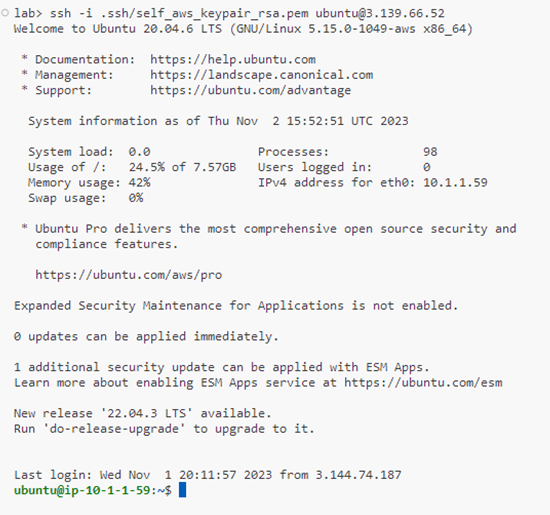 lab> ssh -i .ssh/self_aws_keypair_rsa.pem ubuntu@3.139.66.52
Welcome to Ubuntu 20.04.6 LTS (GNU/Linux 5.15.0-1049-aws x86_64)
* Documentation:  https://help.ubuntu.com
* Management:     https://landscape.canonical.com
* Support:        https://ubuntu.com/advantage
System information as of Thu Nov  2 15:52:51 UTC 2023
System load:  0.0               Processes:             98
Usage of /:   24.5% of 7.57GB   Users logged in:       0
Memory usage: 42%               IPv4 address for eth0: 10.1.1.59
Swap usage:   0%
* Ubuntu Pro delivers the most comprehensive open source security and
compliance features.
https://ubuntu.com/aws/pro
Expanded Security Maintenance for Applications is not enabled.
0 updates can be applied immediately.
1 additional security update can be applied with ESM Apps.
Learn more about enabling ESM Apps service at https://ubuntu.com/esm
New release '22.04.3 LTS' available.
Run 'do-release-upgrade' to upgrade to it.
Last login: Wed Nov  1 20:11:57 2023 from 3.144.74.187
ubuntu@ip-10-1-1-59:~$